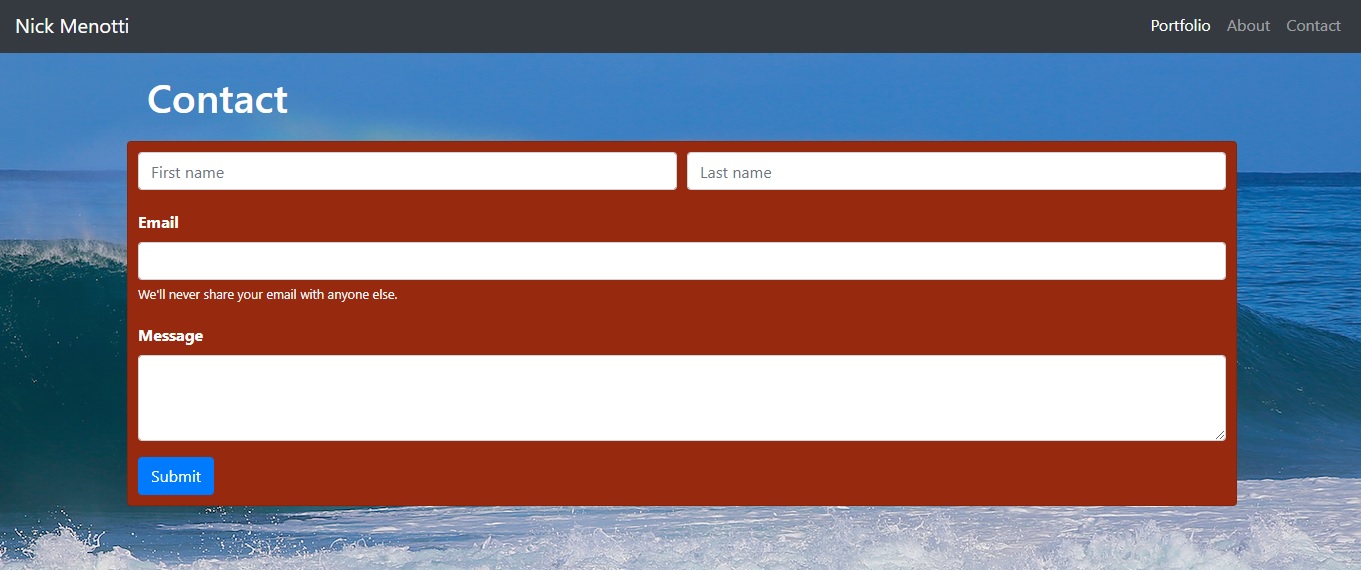 Nick Menotti
Portfolio About Contact
Contact
First name
Last name
Email
We'll never share your email with anyone else.
Message
Submit